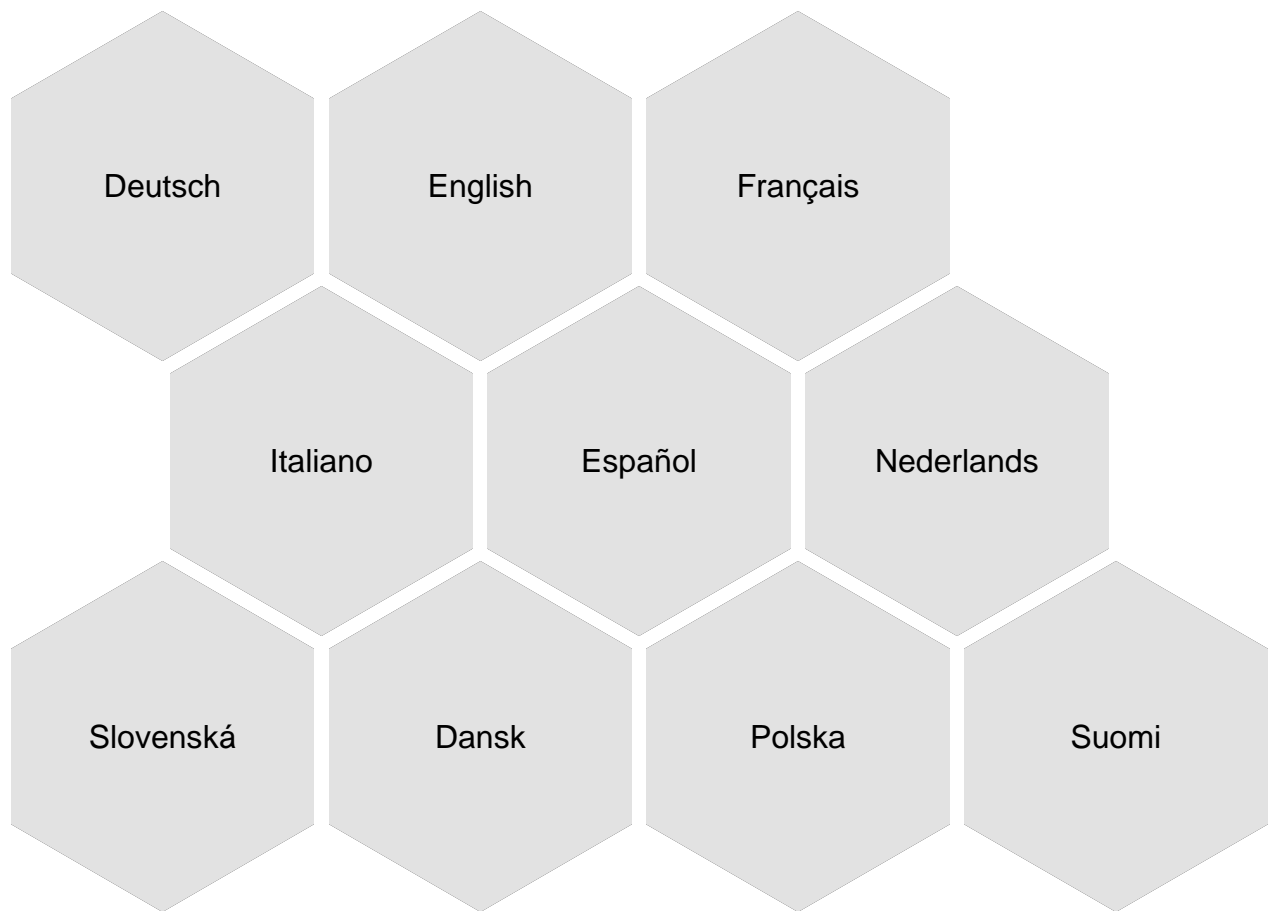 Deutsch
English
Français
Italiano
Español
Nederlands
Slovenská
Dansk
Polska
Suomi